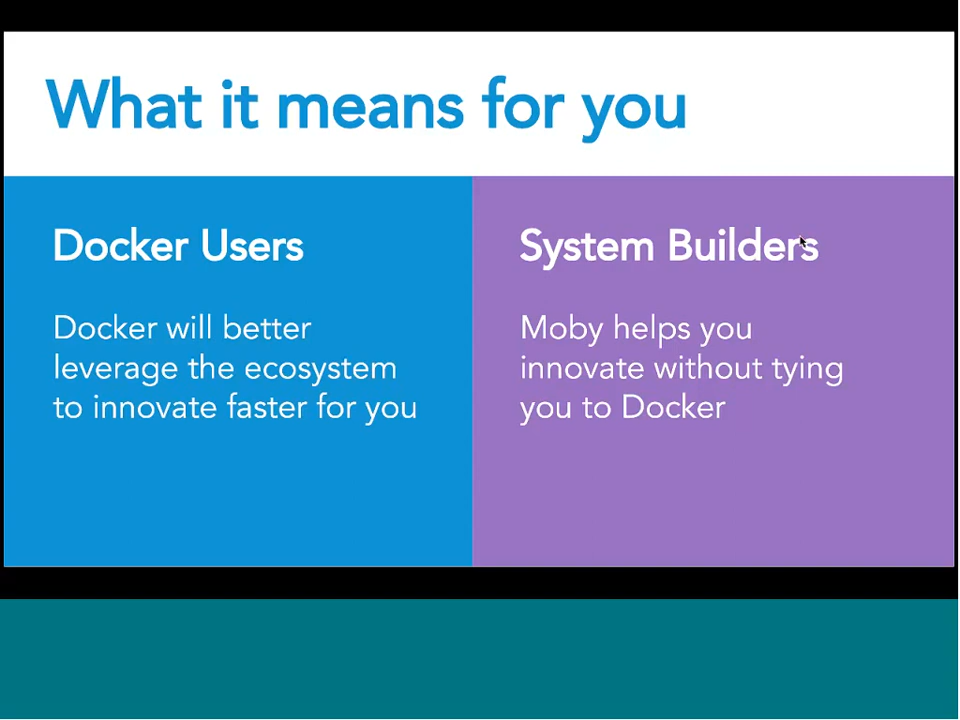 What it means for you
Docker Users
Docker will better
leverage the ecosystem
to innovate faster for you
System Builders
Moby helps you
innovate without tying
you to Docker